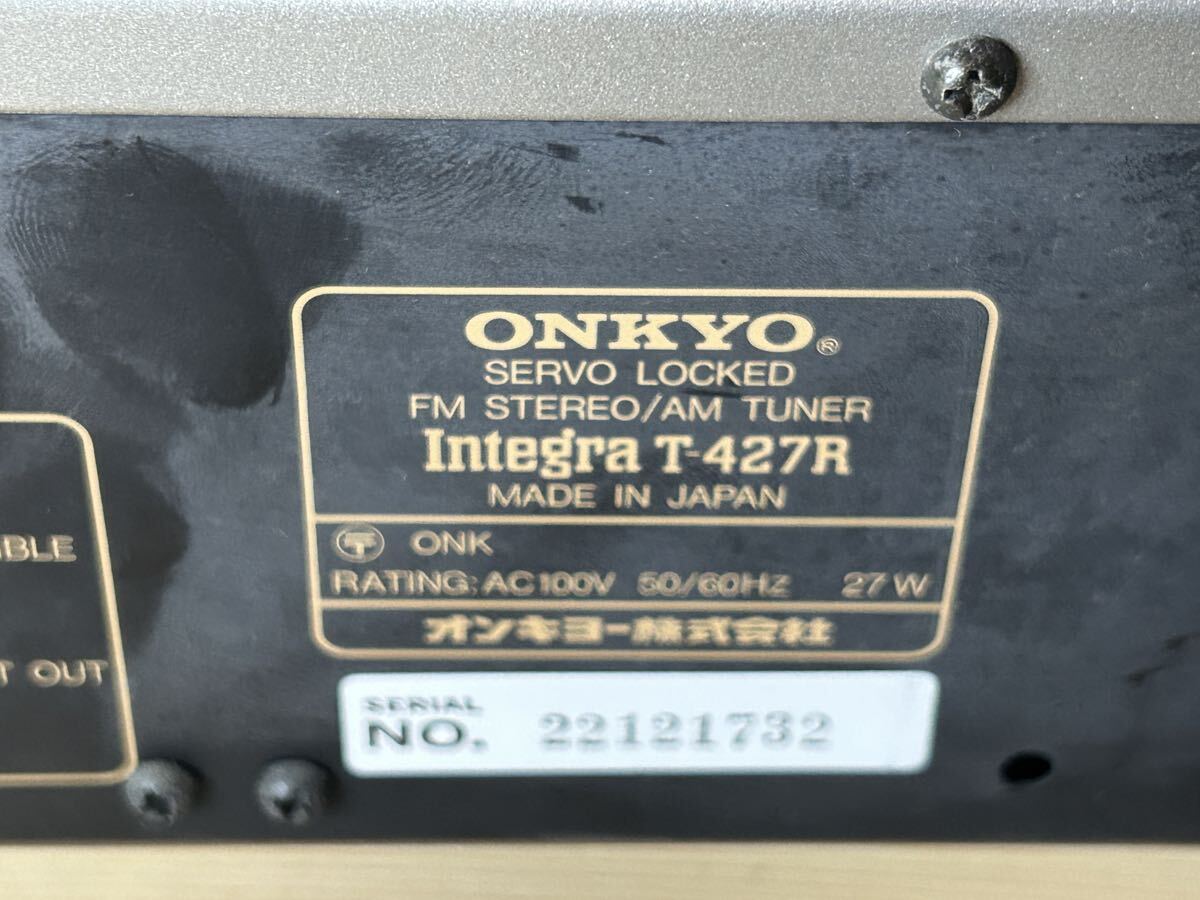 ONKYO®
SERVO LOCKED
FM STEREO/AM TUNER
Integra T-427R
MADE IN JAPAN
〒 ONK
RATING: AC100V 50/60Hz 27W
オンキヨー株式会社
SERIAL
NO. 22121732
OUT